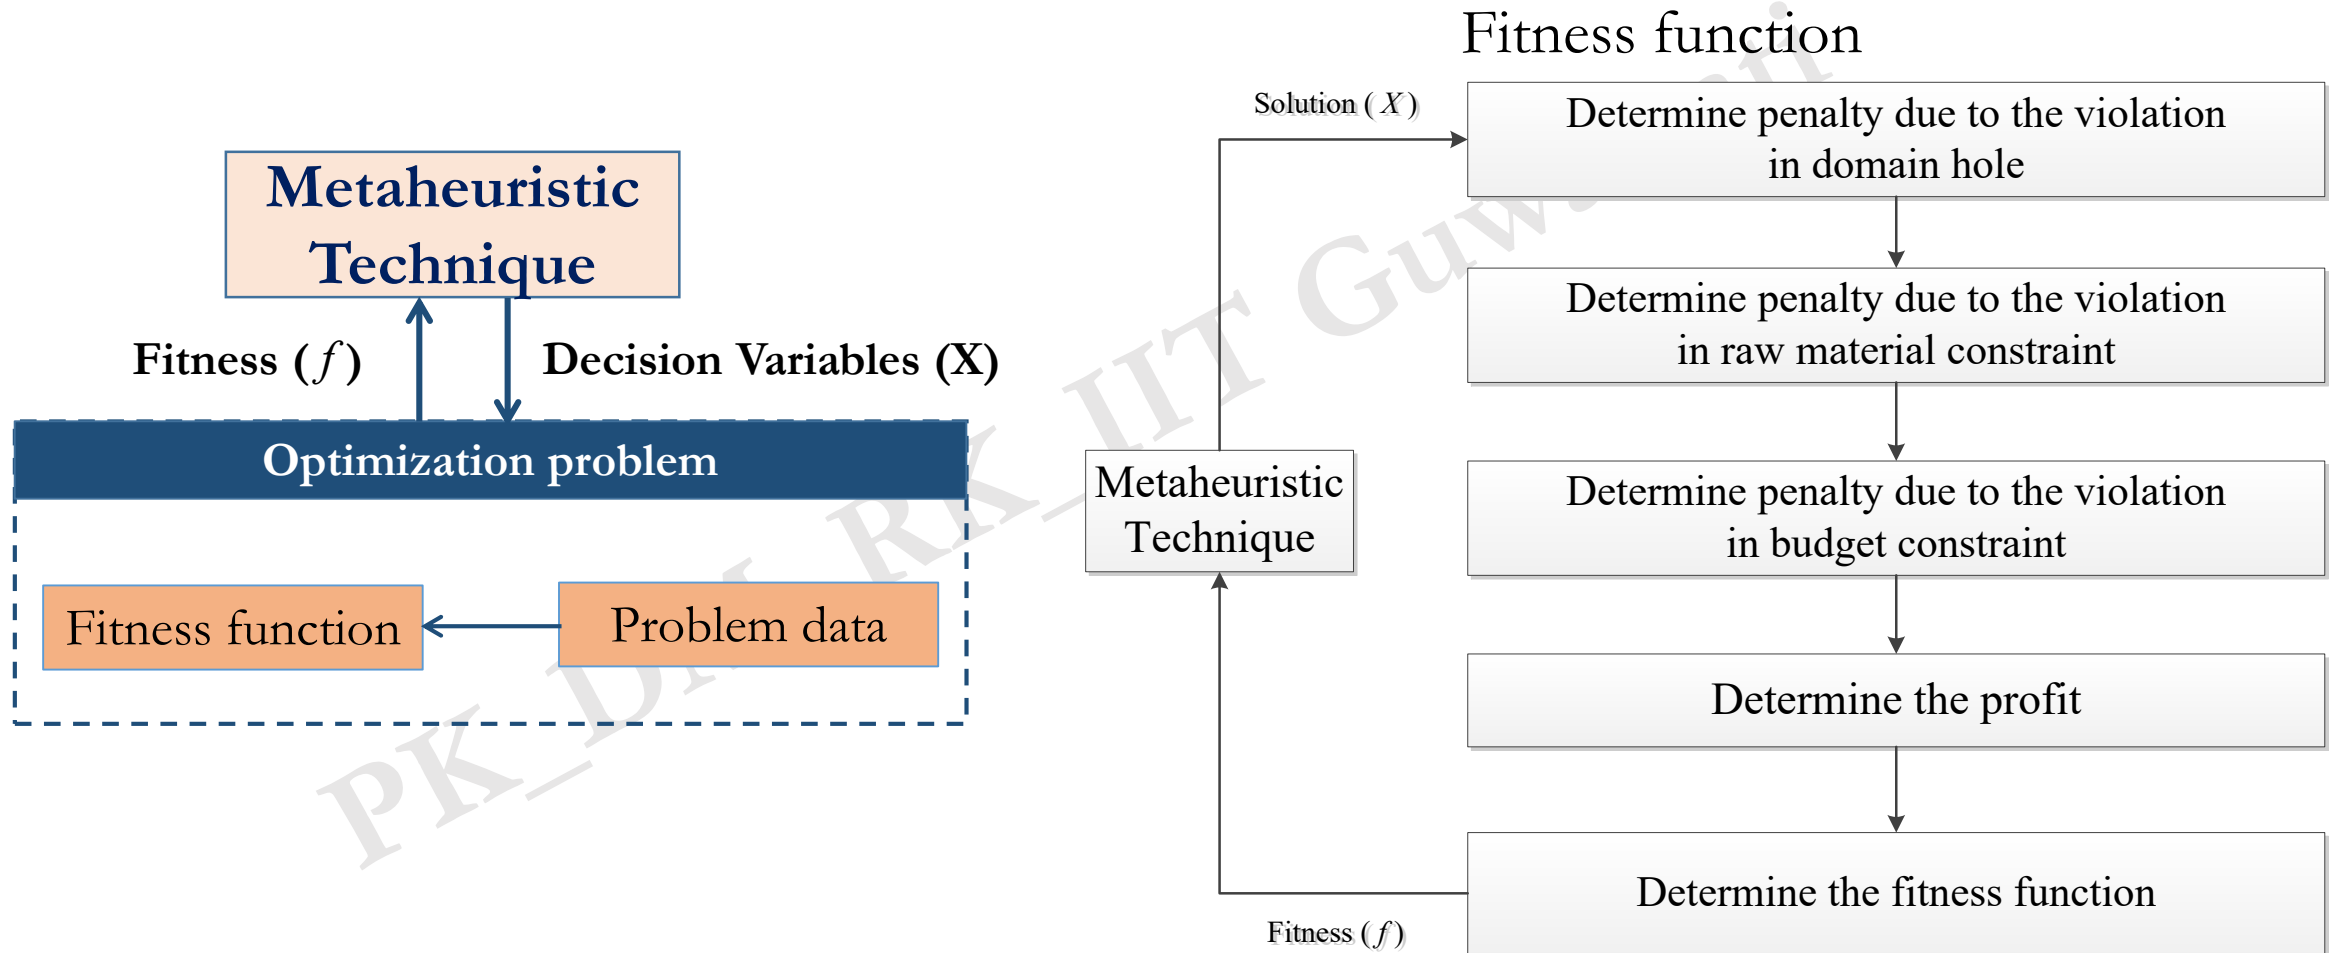 Fitness function
Metaheuristic
Technique
Fitness (f)
Decision Variables (X)
Optimization problem
Fitness function
Problem data
Solution (X)
Determine penalty due to the violation
in domain hole
Determine penalty due to the violation
in raw material constraint
Metaheuristic
Technique
Determine penalty due to the violation
in budget constraint
Determine the profit
Determine the fitness function
Fitness (f)